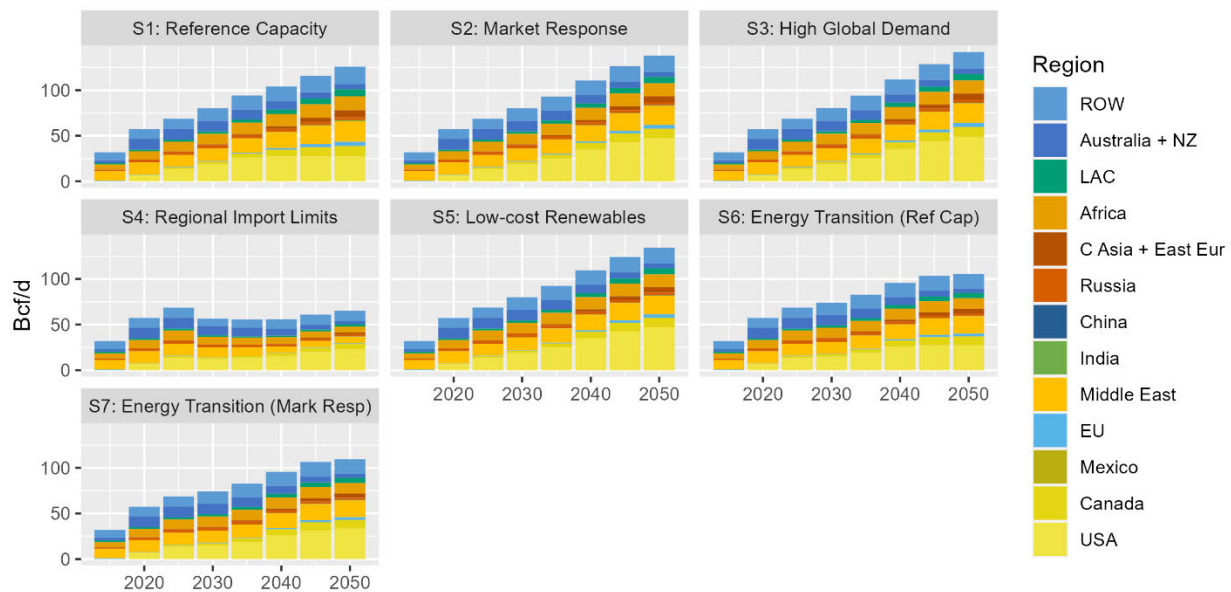 S1: Reference Capacity
S2: Market Response
S3: High Global Demand
100
50
0
S4: Regional Import Limits
S5: Low-cost Renewables
S6: Energy Transition (Ref Cap)
Bcf/d
100
50
0
2020 2030 2040 2050
2020 2030 2040 2050
S7: Energy Transition (Mark Resp)
100
50
0
2020 2030 2040 2050
Region
ROW
Australia + NZ
LAC
Africa
C Asia + East Eur
Russia
China
India
Middle East
EU
Mexico
Canada
USA